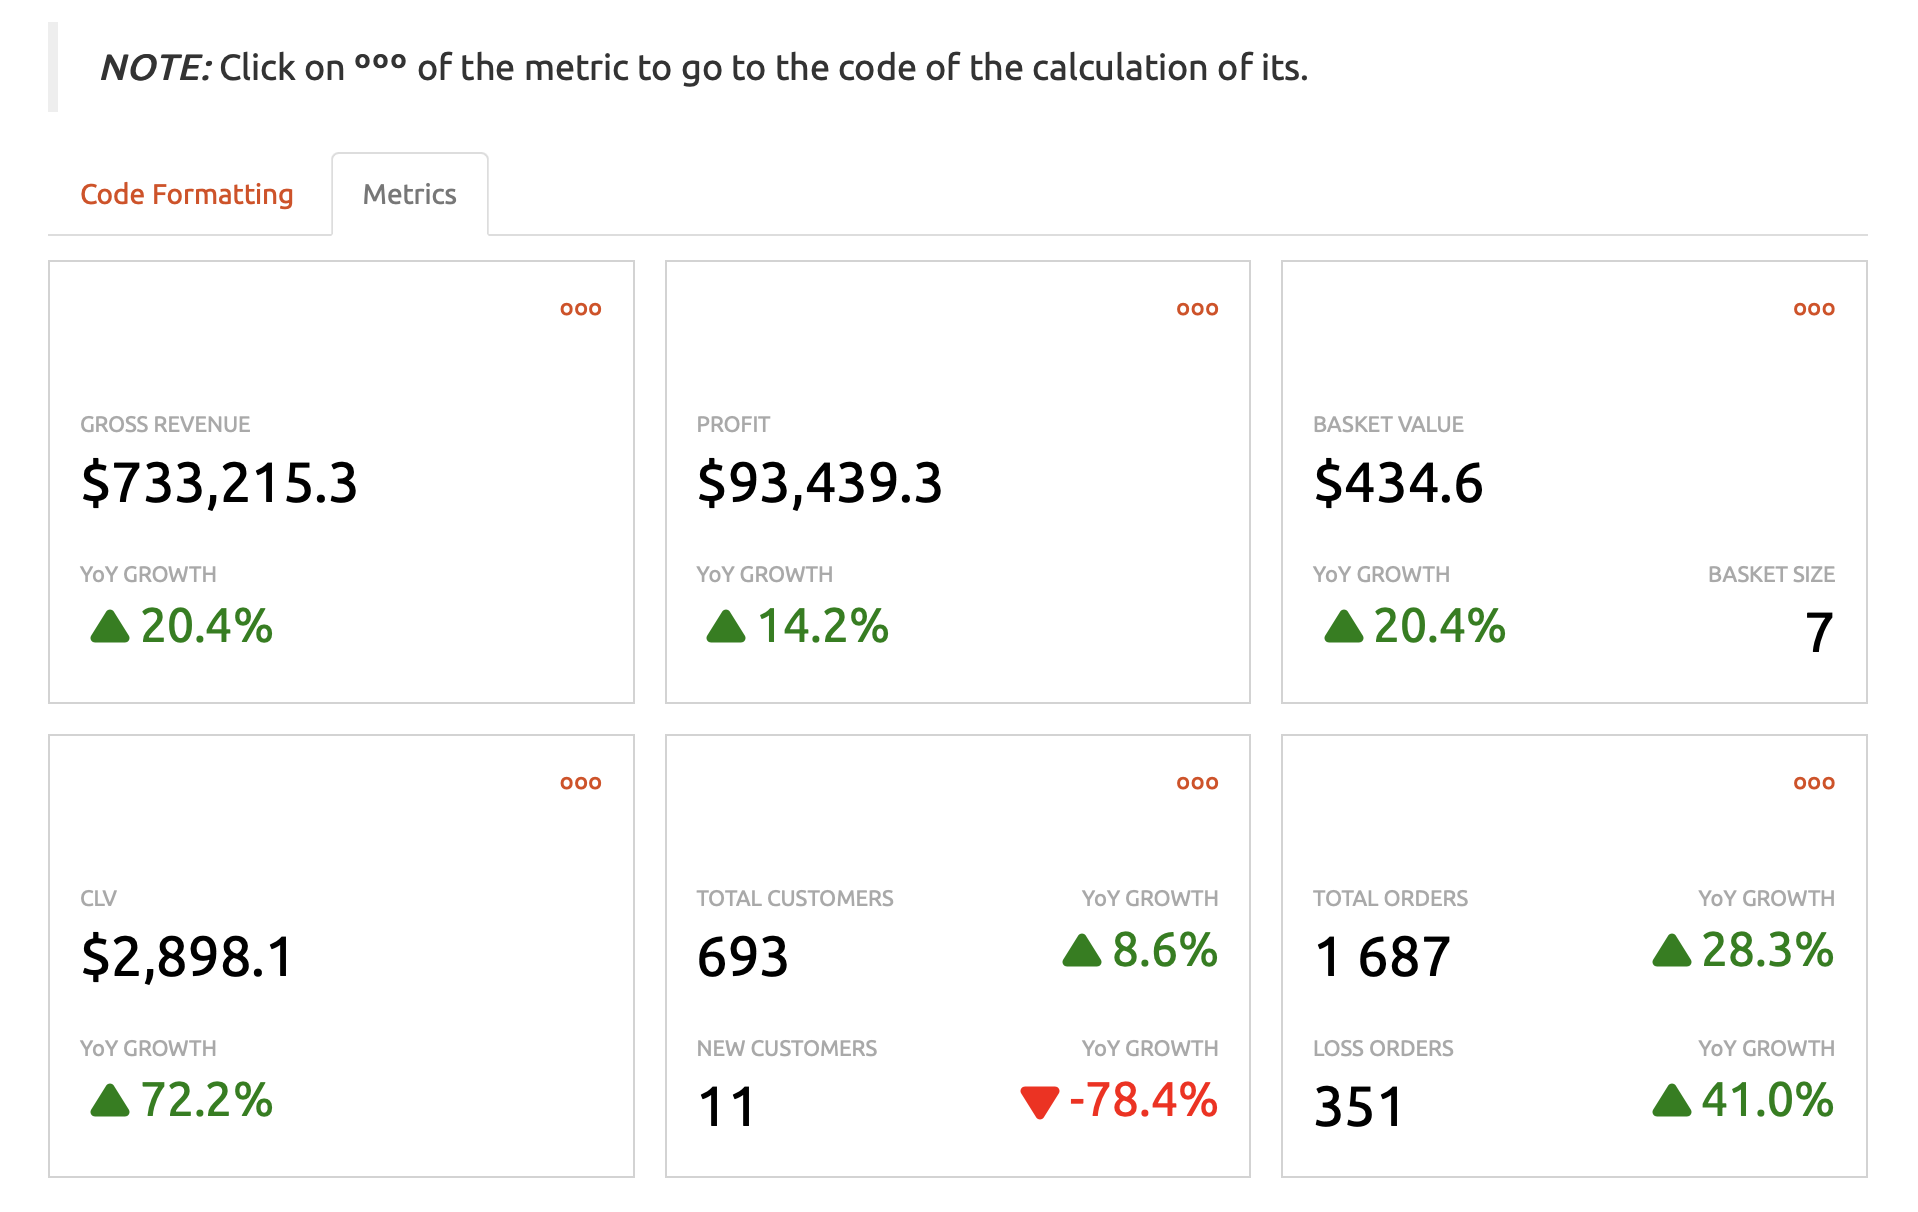 NOTE: Click on ººº of the metric to go to the code of the calculation of its.
Code Formatting
Metrics
ooo
GROSS REVENUE
$733,215.3
YoY GROWTH
20.4%
ooo
PROFIT
$93,439.3
YoY GROWTH
14.2%
ooo
BASKET VALUE
$434.6
YoY GROWTH
20.4%
BASKET SIZE
7
ooo
CLV
$2,898.1
YoY GROWTH
72.2%
ooo
TOTAL CUSTOMERS
693
YoY GROWTH
8.6%
NEW CUSTOMERS
11
YoY GROWTH
-78.4%
ooo
TOTAL ORDERS
1 687
YoY GROWTH
28.3%
LOSS ORDERS
351
YoY GROWTH
41.0%